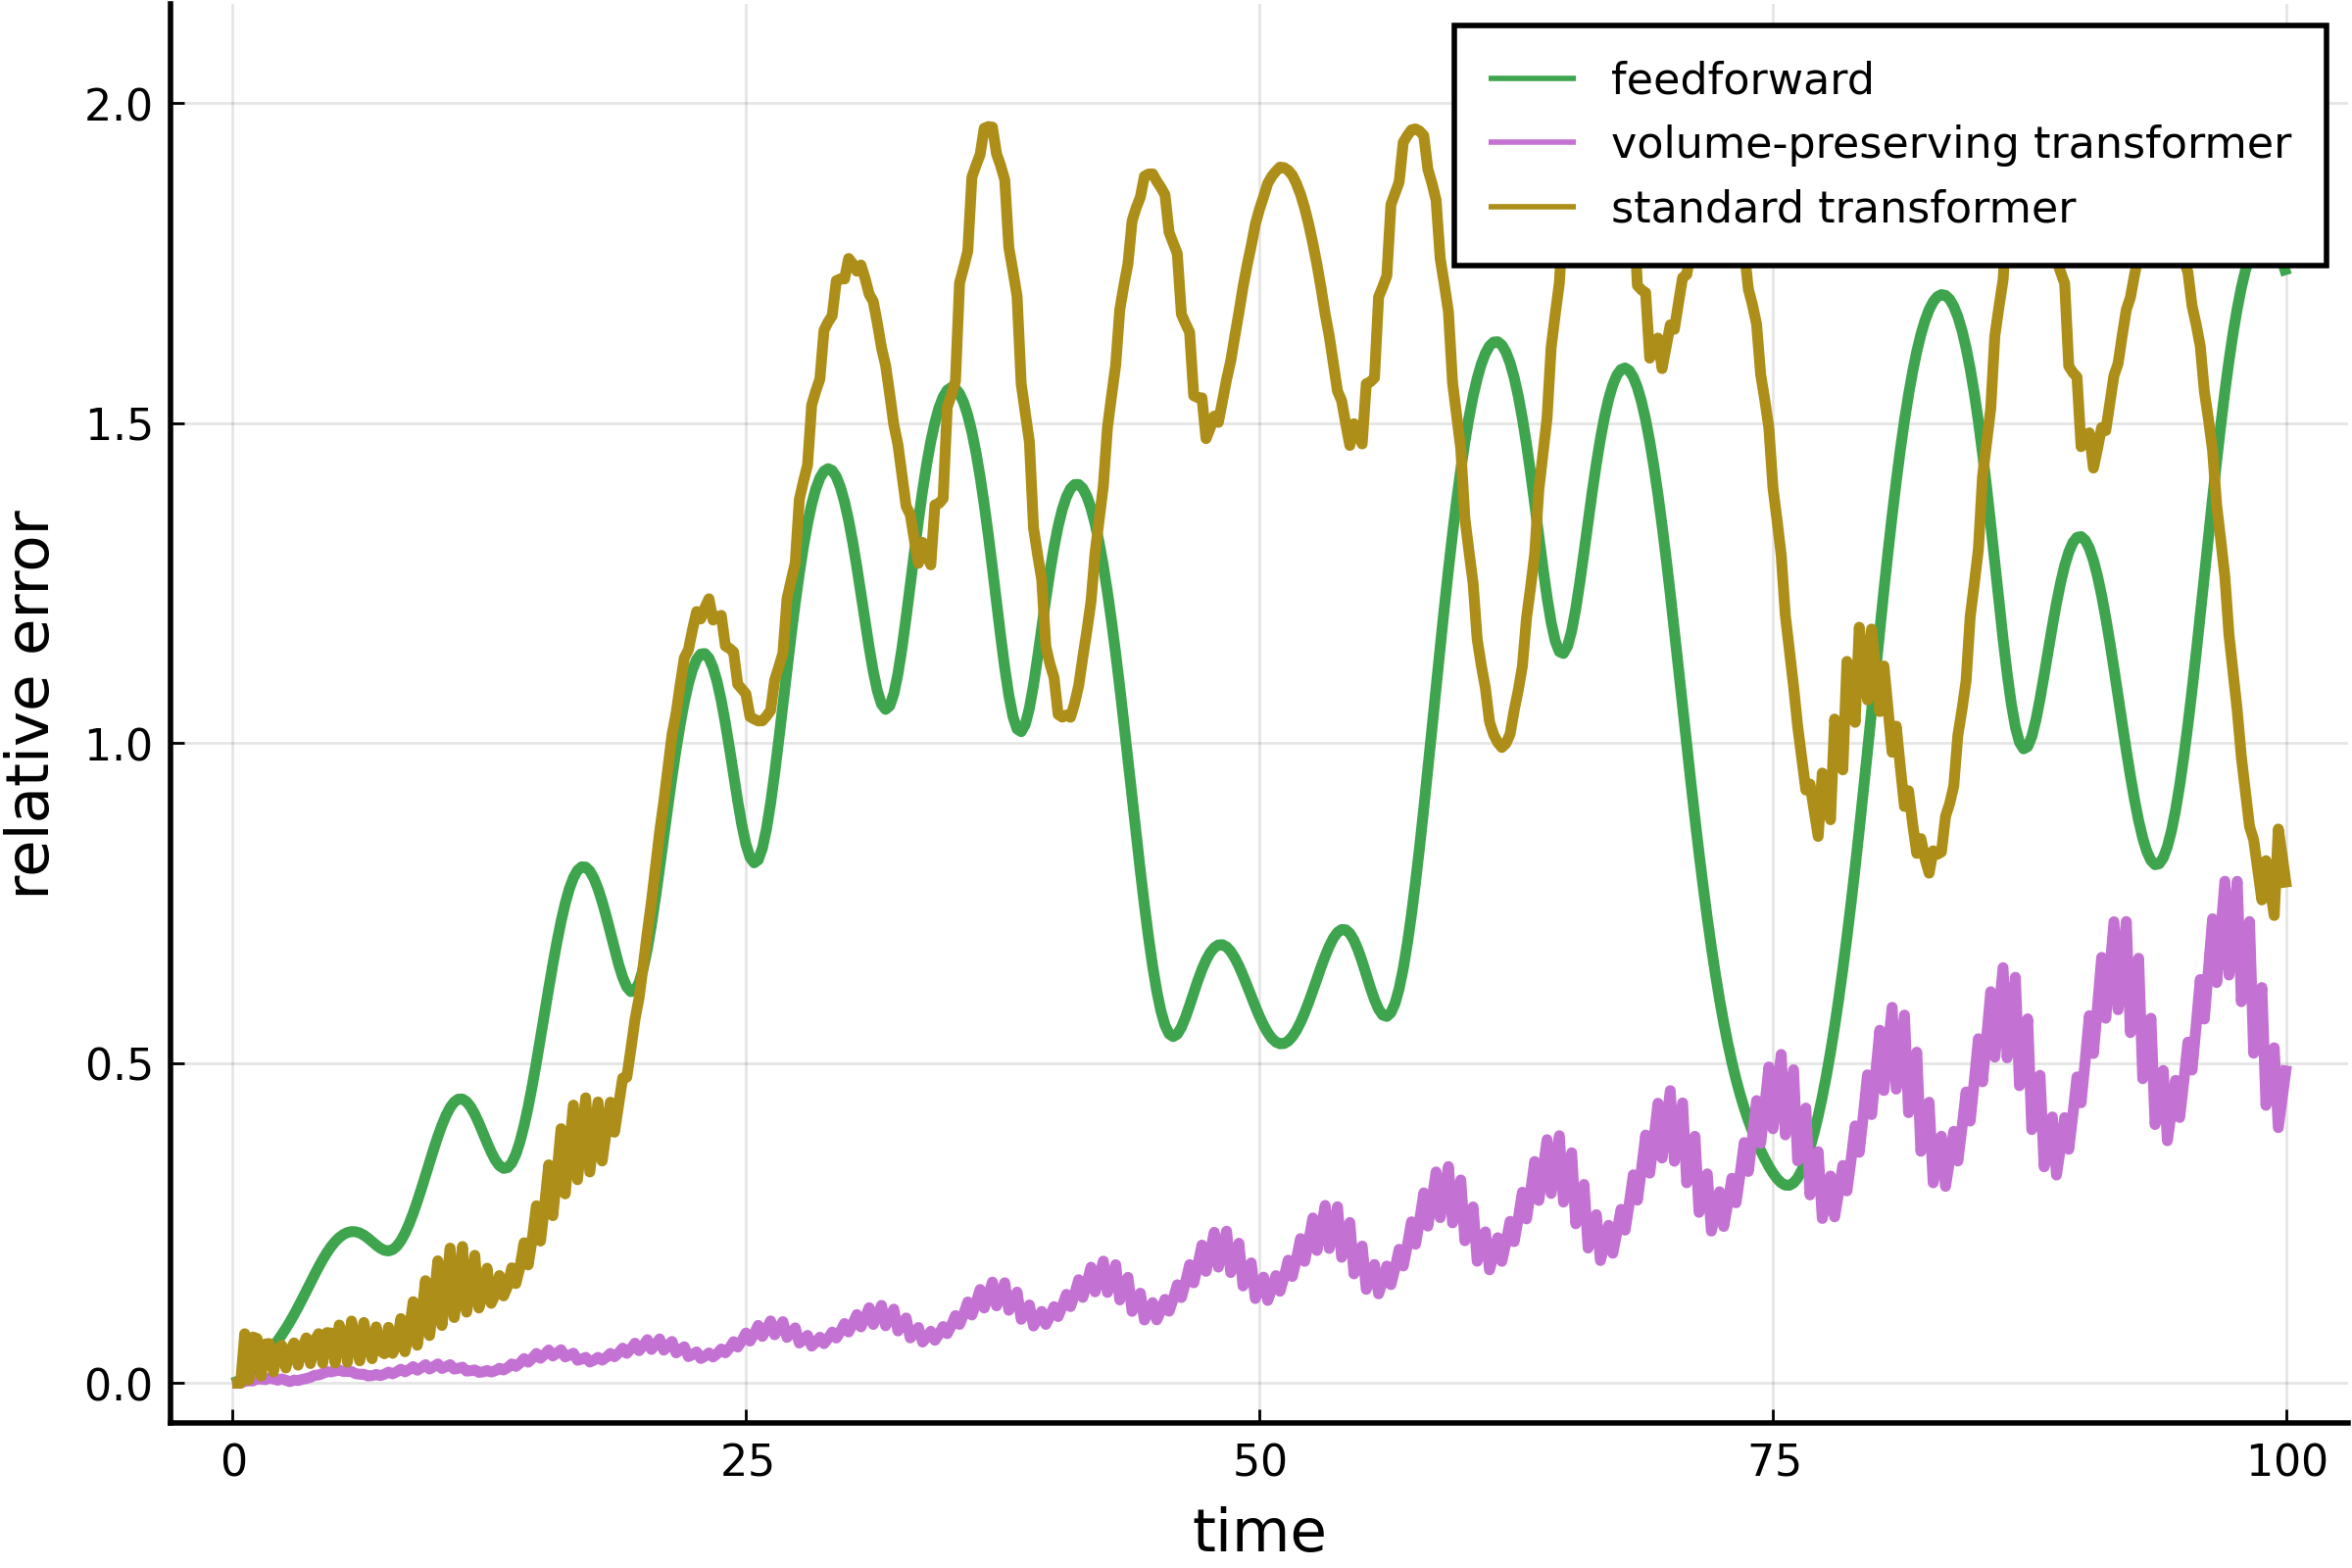 feedforward
volume-preserving transformer
standard transformer
relative error
2.0
1.5
1.0
0.5
0.0
0 25 50 75 100
time